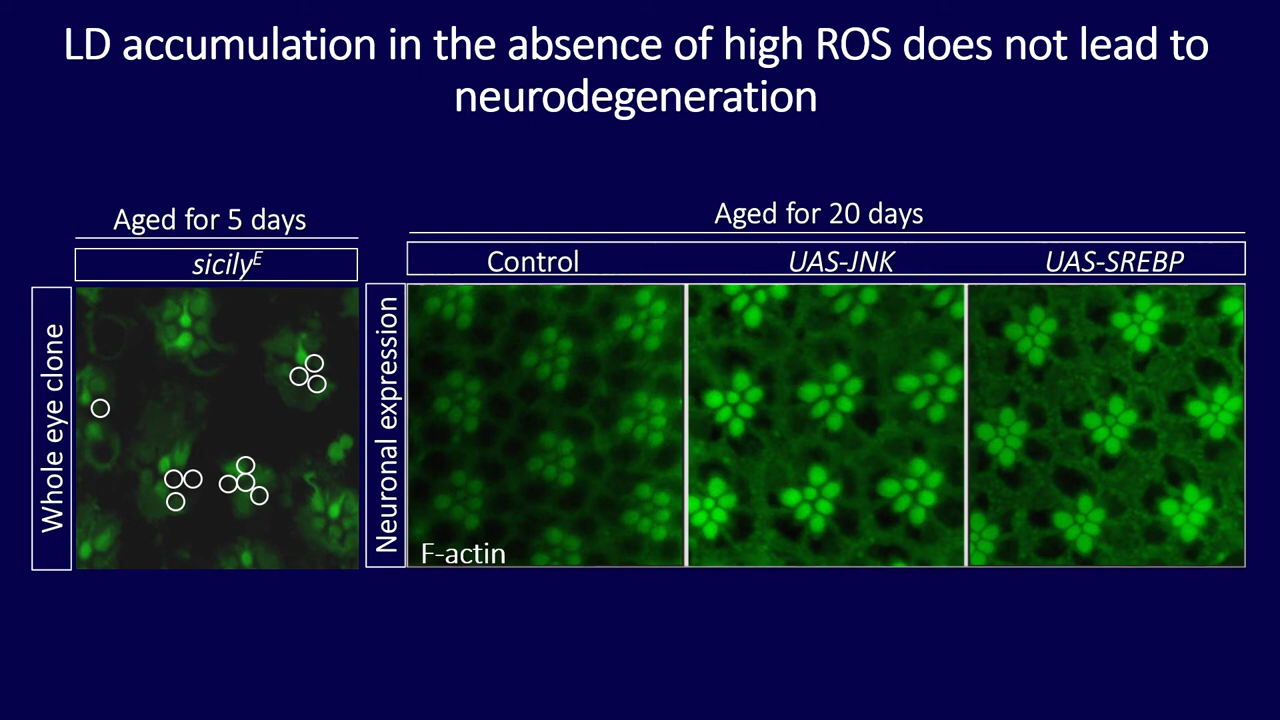 LD accumulation in the absence of high ROS does not lead to
neurodegeneration
Aged for 5 days
sicilyᴱ
Whole eye clone
Aged for 20 days
Control
UAS-JNK
UAS-SREBP
Neuronal expression
F-actin